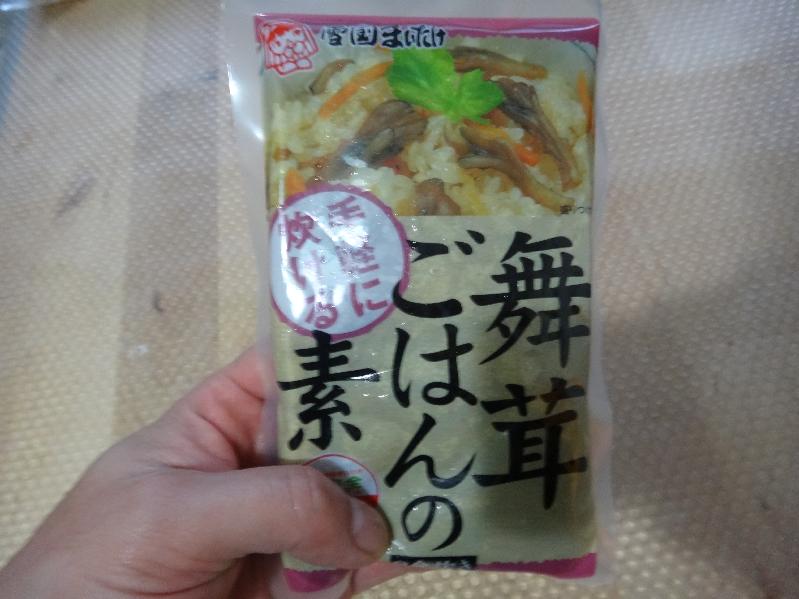 雪国まいたけ
手軽に
炊ける
舞茸
ごはんの
素